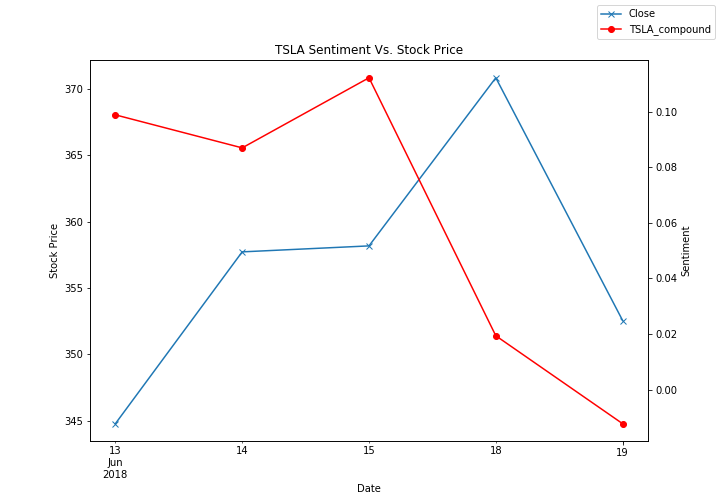 Close
TSLA_compound
TSLA Sentiment Vs. Stock Price
370
365
360
355
350
345
Stock Price
0.10
0.08
0.06
0.04
0.02
0.00
Sentiment
13 14 15 18 19
Jun
2018
Date